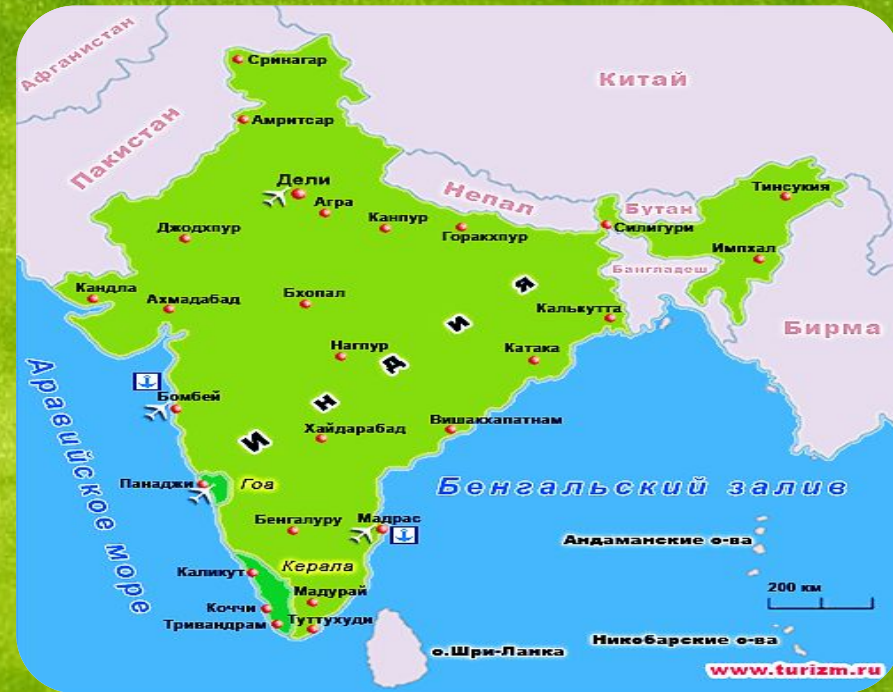 Афганистан
Сринагар
Китай
Пакистан
Амритсар
Дели
Агра
Непал
Тинсукия
Бутан
Канпур
Джодхпур
Горакхпур
Силигури
Импхал
Бангладеш
Кандла
Ахмадабад
Бхопал
Калькутта
Бирма
Нагпур
Катака
Индия
Аравийское море
Бомбей
Хайдарабад
Вишакхапатнам
Панаджи
Гоа
Бенгальский залив
Бенгалуру
Мадрас
Андаманские о-ва
Каликут
Керала
Мадурай
200 км
Коччи
Тривандрам
Туттухуди
о.Шри-Ланка
Никобарские о-ва
www.turizm.ru